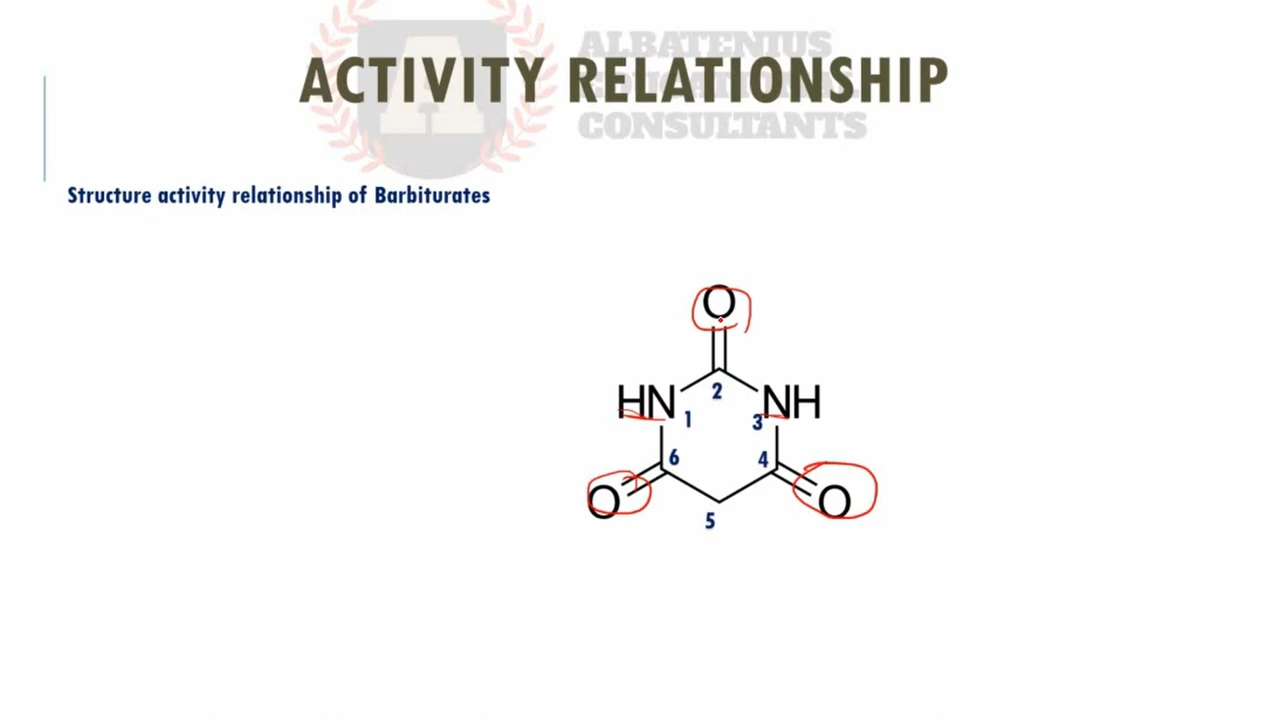 ALBATENIUS
ACTIVITY RELATIONSHIP
CONSULTANTS
A
Structure activity relationship of Barbiturates
O
HN
2
NH
1
3
6
4
O
O
5